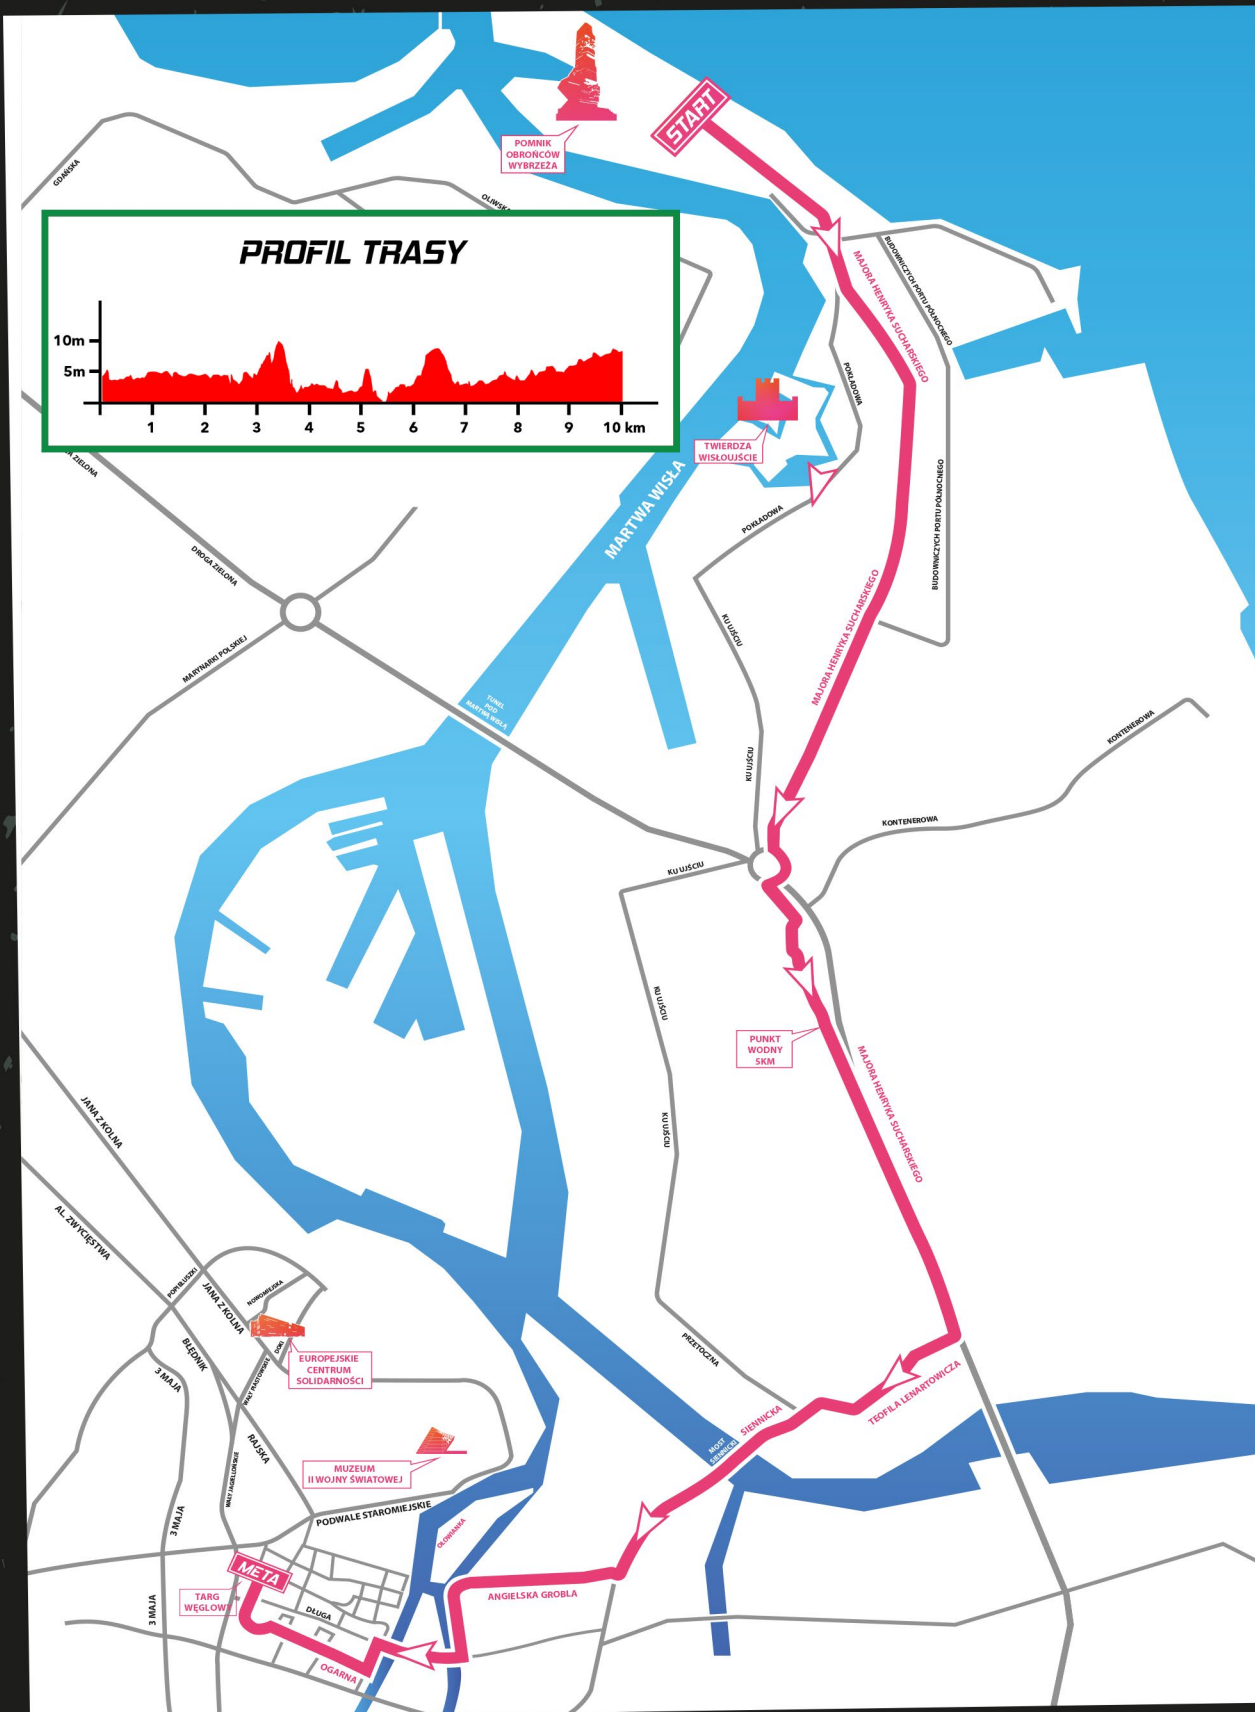 POMNIK
OBROŃCÓW
WYBRZEŻA
START
GDAŃSKA
OLIWSKA
PROFIL TRASY
10m
5m
1 2 3 4 5 6 7 8 9 10 km
MAJORA HENRYKA SUCHARSKIEGO
BUDOWNICZYCH PORTU PÓŁNOCNEGO
POKŁADOWA
TWIERDZA
WISŁOUJŚCIE
MARTWA WISŁA
POKŁADOWA
BUDOWNICZYCH PORTU PÓŁNOCNEGO
ZIELONA
DROGA ZIELONA
MARYNARKI POLSKIEJ
KU UJŚCIU
MAJORA HENRYKA SUCHARSKIEGO
TUNEL
POD
MARTWĄ WISŁĄ
KU UJŚCIU
KONTENEROWA
KONTENEROWA
KU UJŚCIU
KU UJŚCIU
PUNKT
WODNY
5KM
MAJORA HENRYKA SUCHARSKIEGO
KU UJŚCIU
JANA Z KOLNA
AL. ZWYCIĘSTWA
POPIEŁUSZKI
JANA Z KOLNA
NOWOMIEJSKA
DOKI
BŁĘDNIK
3 MAJA
WAŁY PIASTOWSKIE
EUROPEJSKIE
CENTRUM
SOLIDARNOŚCI
PRZETOCZNA
TEOFILA LENARTOWICZA
SIENNICKA
MOST
SIENNICKI
RAJSKA
WAŁY JAGIELLOŃSKIE
MUZEUM
II WOJNY ŚWIATOWEJ
PODWALE STAROMIEJSKIE
3 MAJA
OŁOWIANKA
META
TARG
WĘGLOWY
3 MAJA
DŁUGA
ANGIELSKA GROBLA
OGARNA